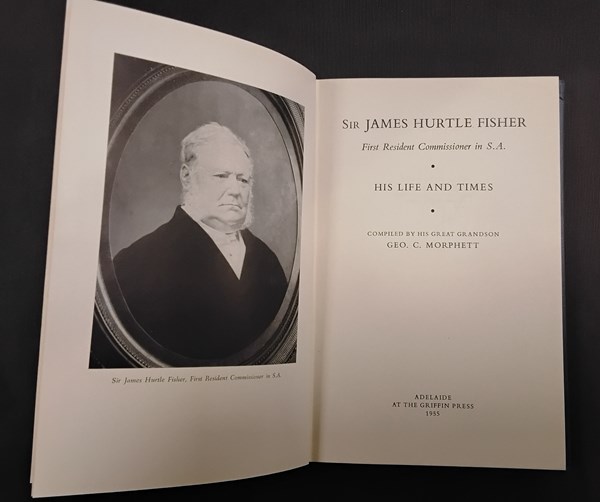 Sir James Hurtle Fisher, First Resident Commissioner in S.A.
SIR JAMES HURTLE FISHER
First Resident Commissioner in S.A.
HIS LIFE AND TIMES
COMPILED BY HIS GREAT GRANDSON
GEO. C. MORPHETT
ADELAIDE
AT THE GRIFFIN PRESS
1955